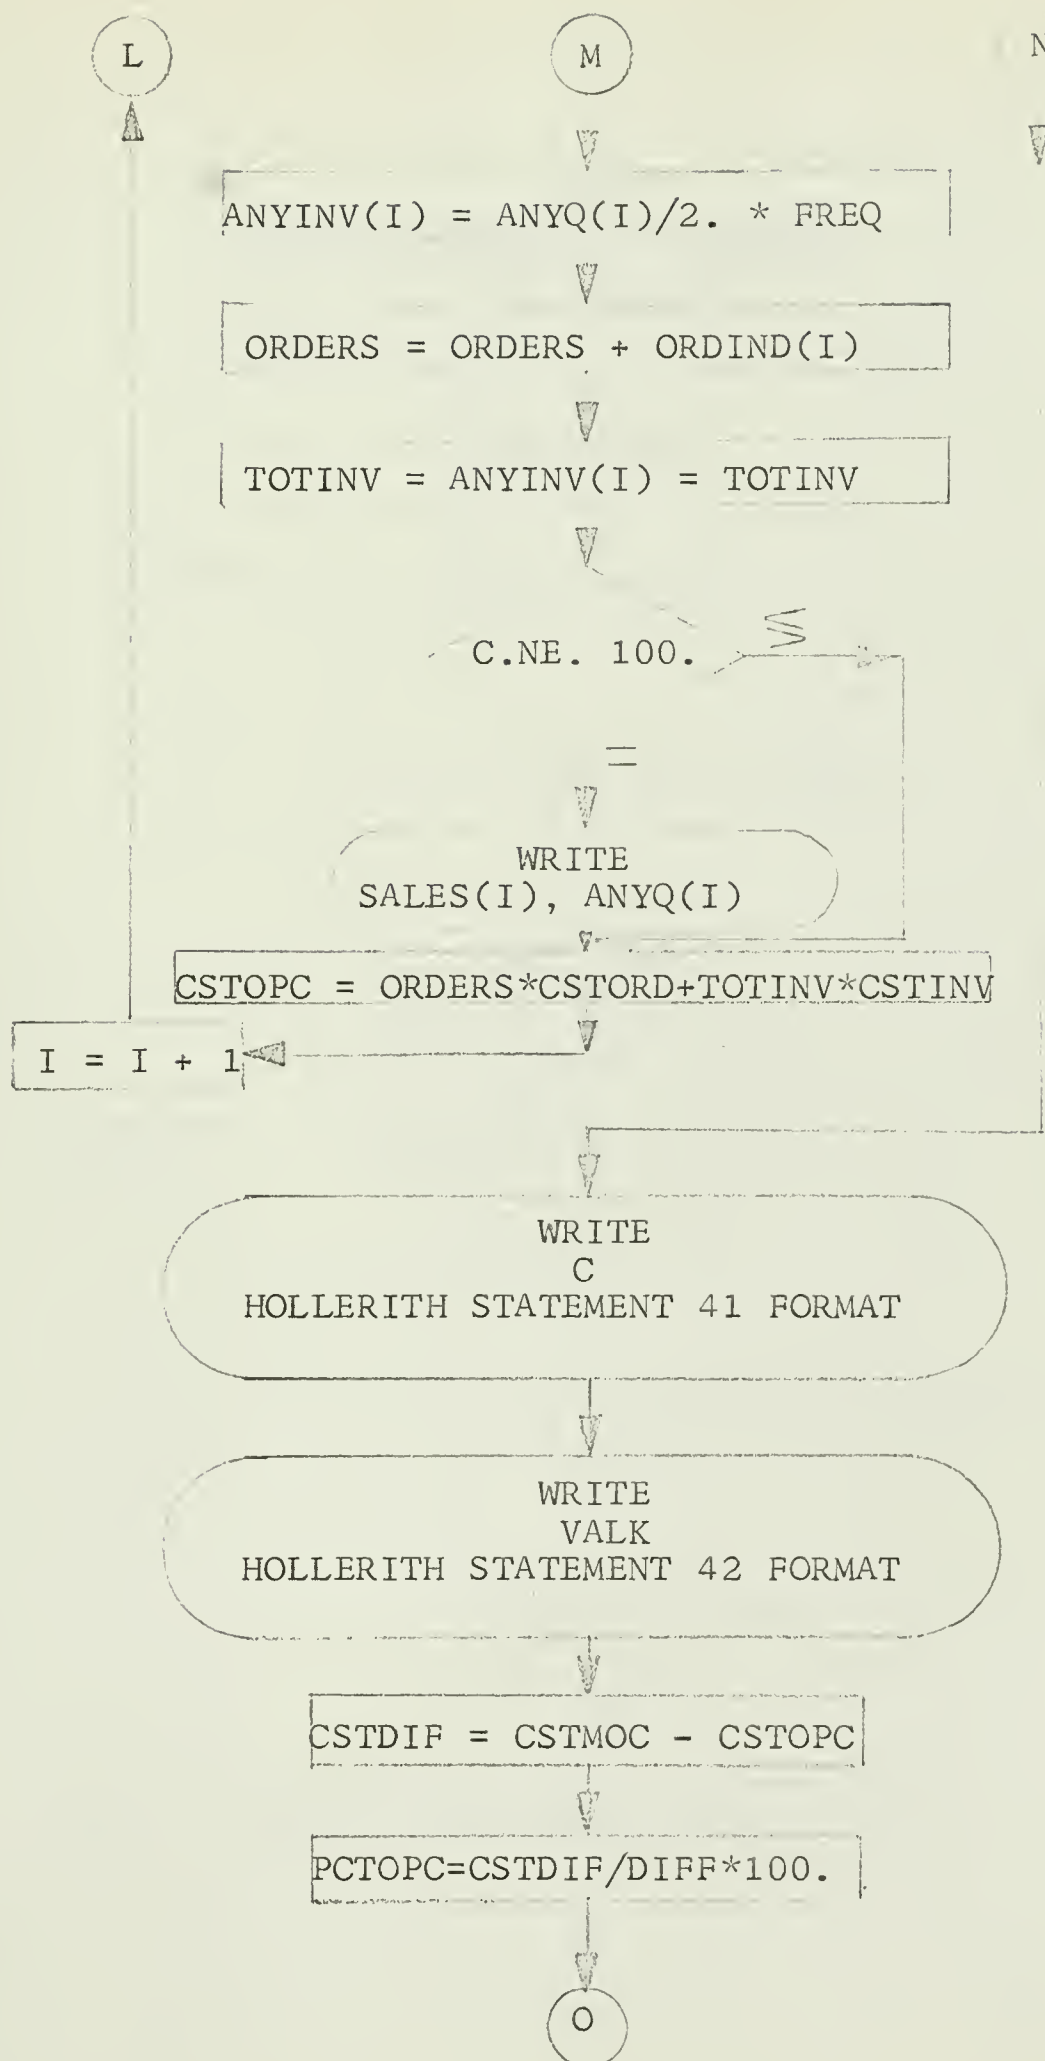 L
M
N
ANYINV(I) = ANYQ(I)/2. * FREQ
ORDERS = ORDERS + ORDIND(I)
TOTINV = ANYINV(I) = TOTINV
≶
C.NE. 100.
=
WRITE
SALES(I), ANYQ(I)
CSTOPC = ORDERS*CSTORD+TOTINV*CSTINV
I = I + 1
WRITE
C
HOLLERITH STATEMENT 41 FORMAT
WRITE
VALK
HOLLERITH STATEMENT 42 FORMAT
CSTDIF = CSTMOC - CSTOPC
PCTOPC=CSTDIF/DIFF*100.
O